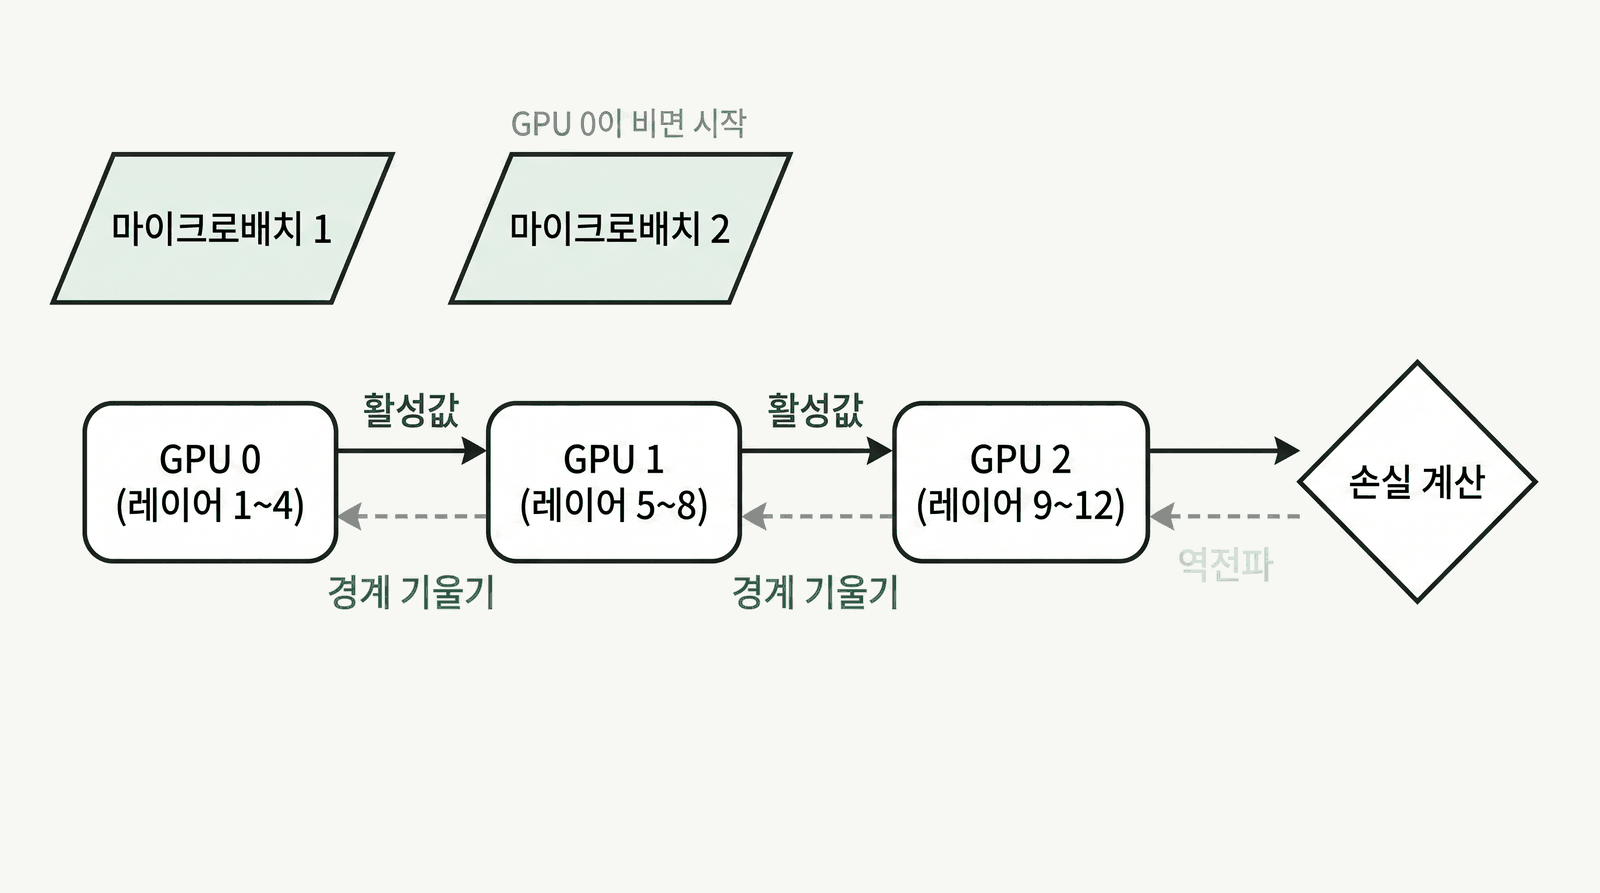 GPU 0이 비면 시작
마이크로배치 1
마이크로배치 2
활성값
활성값
GPU 0
(레이어 1~4)
GPU 1
(레이어 5~8)
GPU 2
(레이어 9~12)
손실 계산
경계 기울기
경계 기울기
역전파